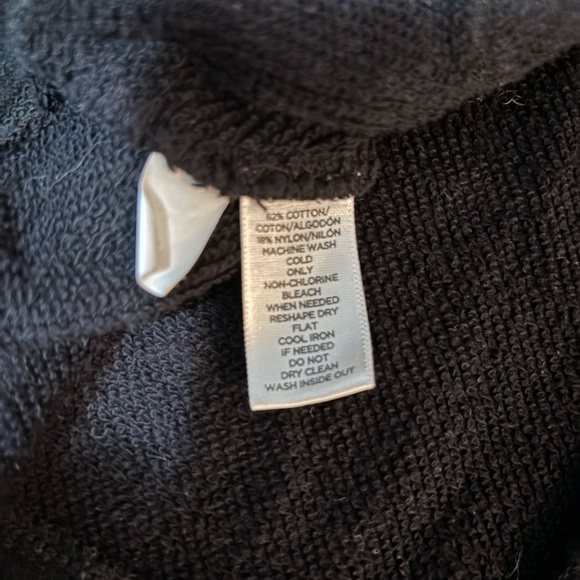 82% COTTON/
COTON/ALGODÓN
18% NYLON/NILÓN
MACHINE WASH
COLD
ONLY
NON-CHLORINE
BLEACH
WHEN NEEDED
RESHAPE DRY
FLAT
COOL IRON
IF NEEDED
DO NOT
DRY CLEAN
WASH INSIDE OUT